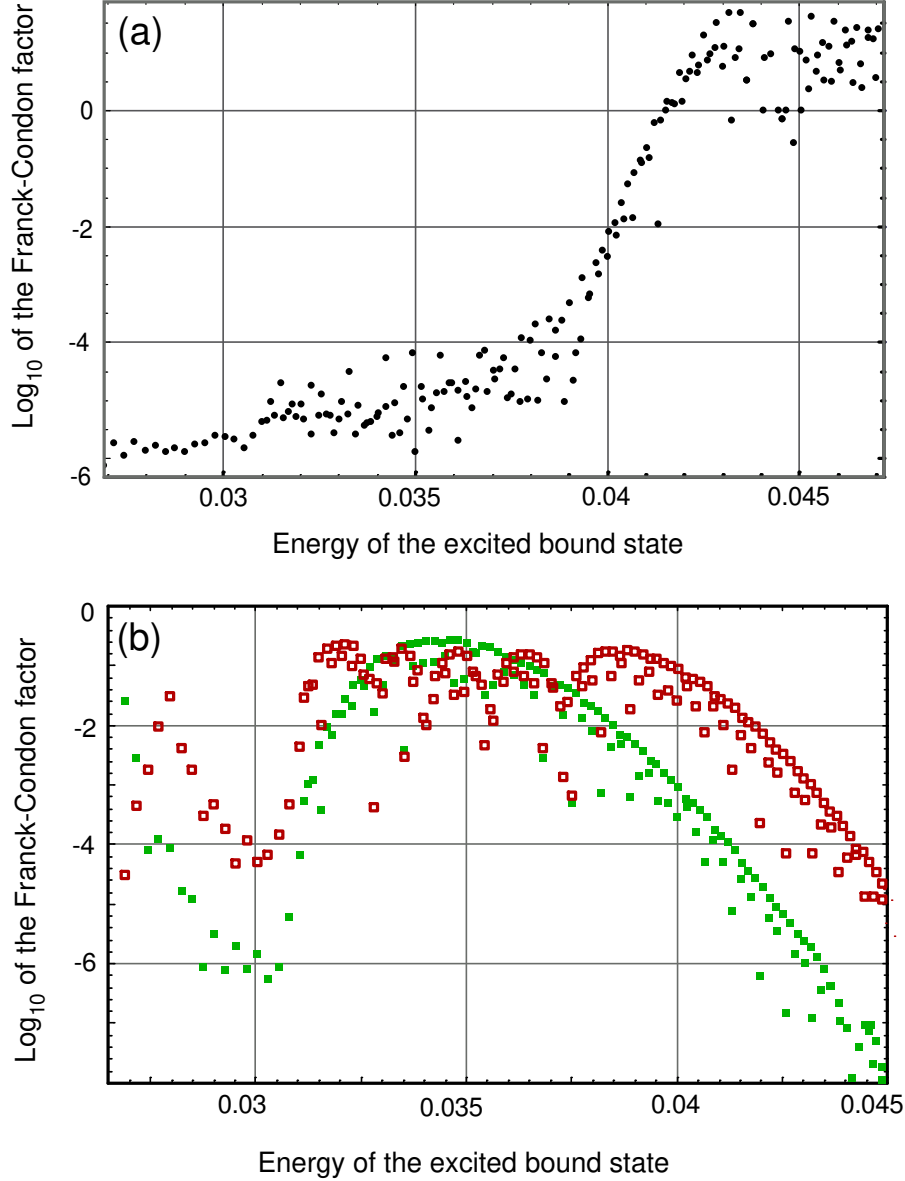 (a)
Log10 of the Franck-Condon factor
0
-2
-4
-6
0.03
0.035
0.04
0.045
Energy of the excited bound state
(b)
Log10 of the Franck-Condon factor
0
-2
-4
-6
0.03
0.035
0.04
0.045
Energy of the excited bound state